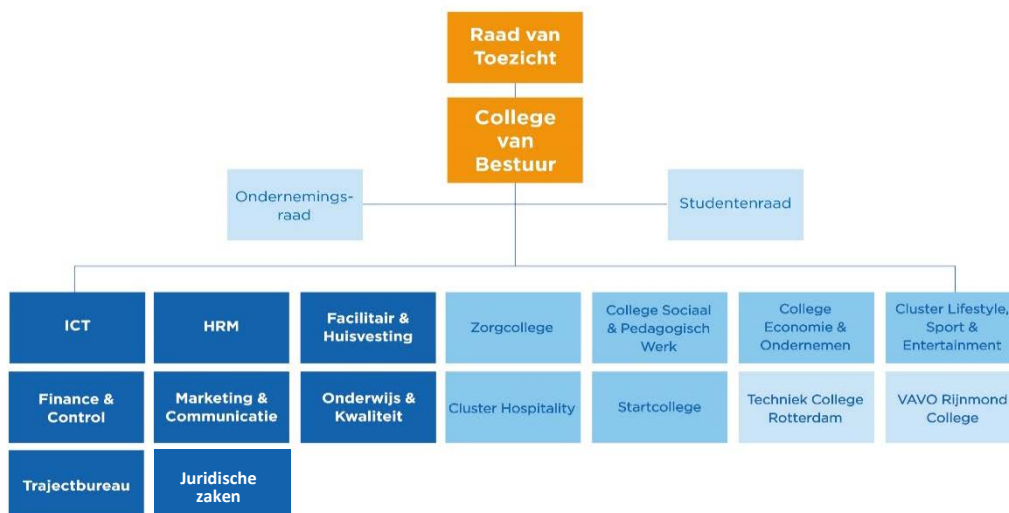 Raad van
Toezicht
College
van
Bestuur
Ondernemings-
raad
Studentenraad
ICT
HRM
Facilitair &
Huisvesting
Zorgcollege
College Sociaal
& Pedagogisch
Werk
College
Economie &
Ondernemen
Cluster Lifestyle,
Sport &
Entertainment
Finance &
Control
Marketing &
Communicatie
Onderwijs &
Kwaliteit
Cluster Hospitality
Startcollege
Techniek College
Rotterdam
VAVO Rijnmond
College
Trajectbureau
Juridische
zaken